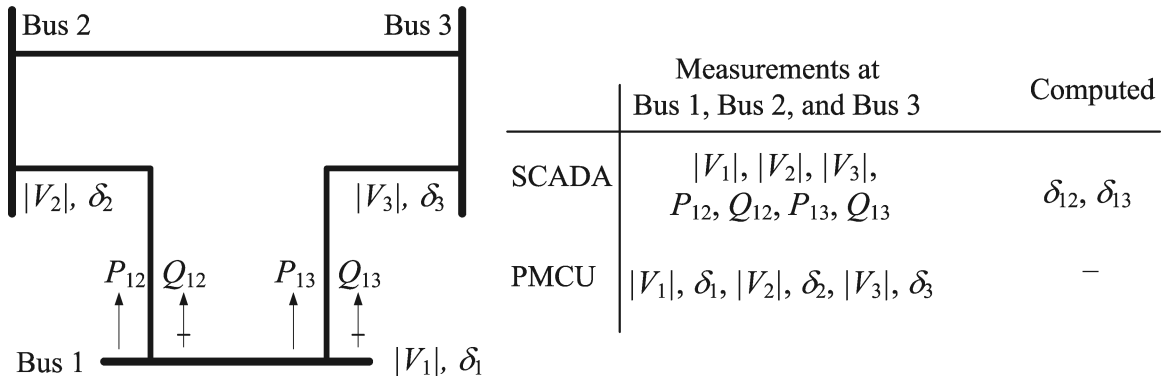 Bus 2
Bus 3
|V₂|, δ₂
|V₃|, δ₃
P₁₂
Q₁₂
P₁₃
Q₁₃
Bus 1
|V₁|, δ₁
Measurements at
Bus 1, Bus 2, and Bus 3
Computed
SCADA
|V₁|, |V₂|, |V₃|,
P₁₂, Q₁₂, P₁₃, Q₁₃
δ₁₂, δ₁₃
PMCU
|V₁|, δ₁, |V₂|, δ₂, |V₃|, δ₃
–